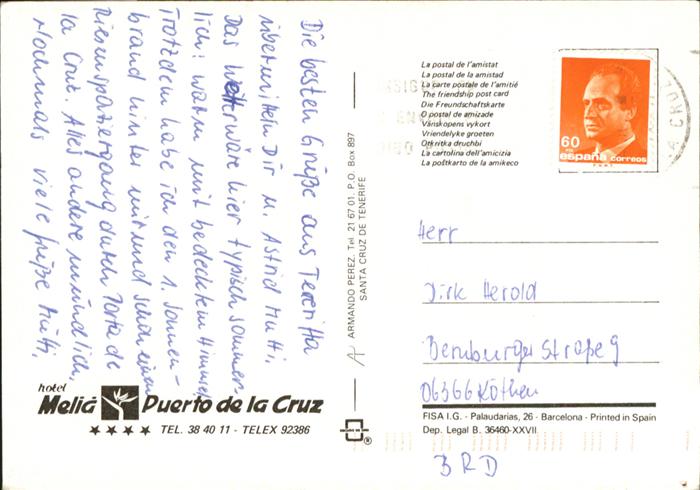 Die besten Grüße aus Teneriffa
übermitteln Dir u. Astrid Mutti.
Das Wetter wäre hier typisch sommer-
lich: warm mit bedecktem Himmel
Trotzdem habe ich den 1. Sonnen-
brand hinter mir und schon einen
Riesenspaziergang durch Porto de
la Cruz. Alles andere mündlich.
Nochmals viele Grüße Mutti.
hotel
Meliá Puerto de la Cruz
TEL. 38 40 11 - TELEX 92386
ARMANDO PEREZ. Tel. 21 67 01. P.O. Box 897
SANTA CRUZ DE TENERIFE
La postal de l'amistat
La postal de la amistad
La carte postale de l'amitié
The friendship post card
Die Freundschaftskarte
O postal de amizade
Vänskopens vykort
Vriendelyke groeten
Otkritka druchbi
La cartolina dell'amicizia
La poŝtkarto de la amikeco
60
españa correos
Herr
Dirk Herold
Bernburger Straße 9
06366 Köthen
FISA I.G. - Palaudarias, 26 - Barcelona - Printed in Spain
Dep. Legal B. 36460-XXVII
BRD